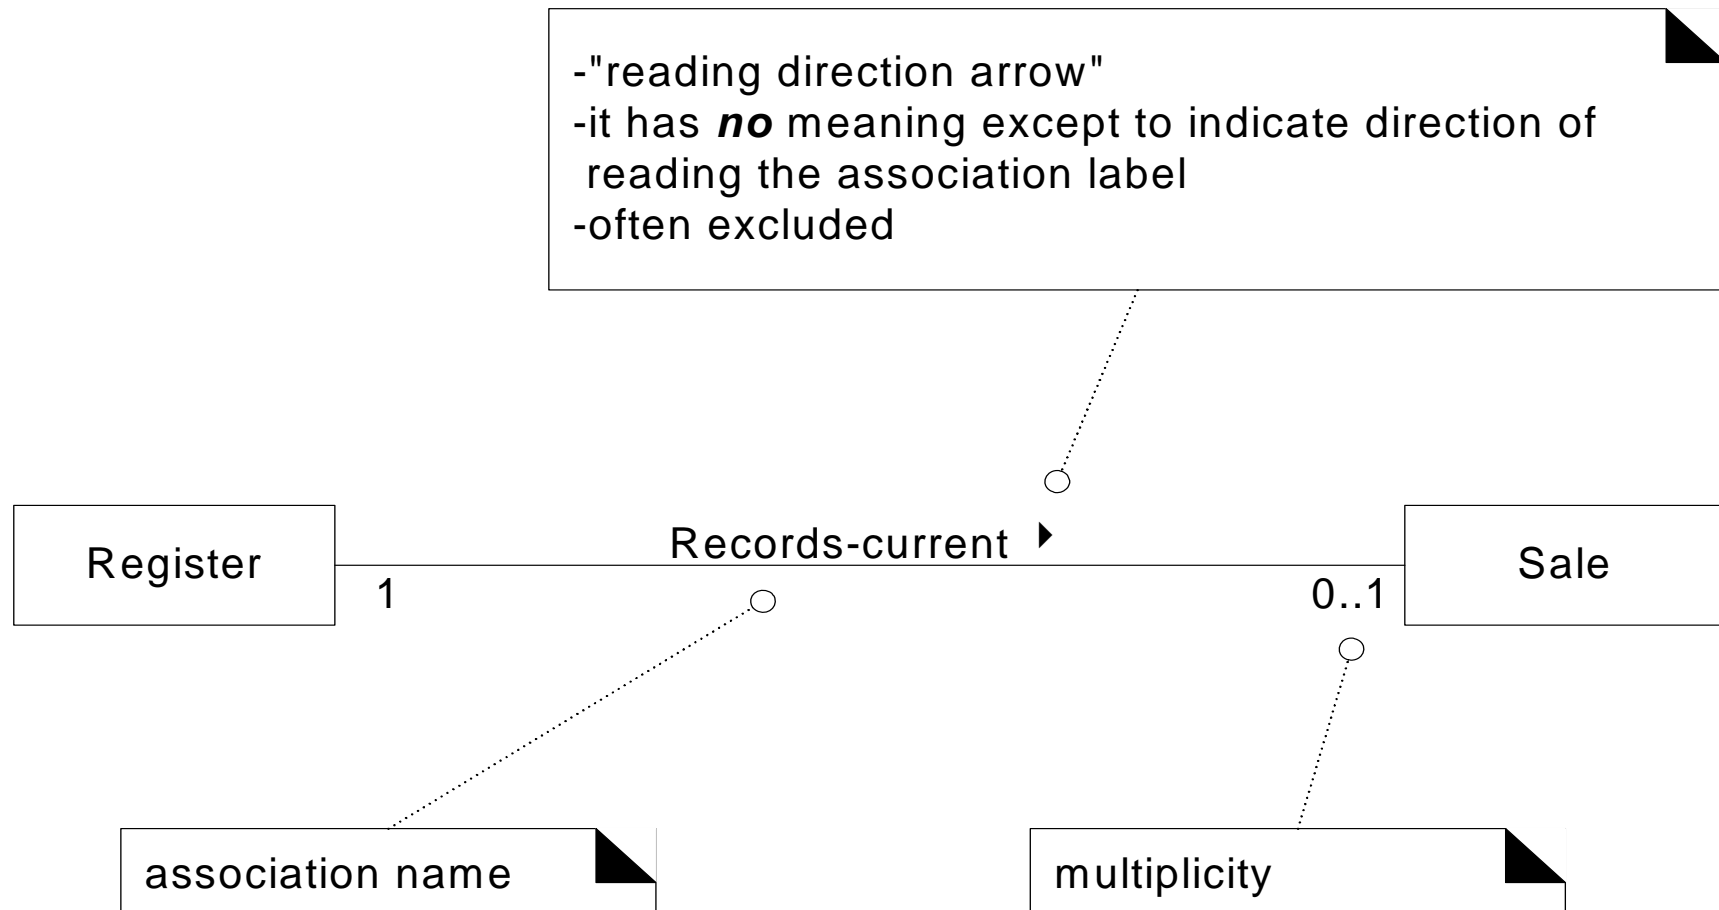 -"reading direction arrow"
-it has no meaning except to indicate direction of
reading the association label
-often excluded
Records-current
Register
Sale
1
0..1
association name
multiplicity